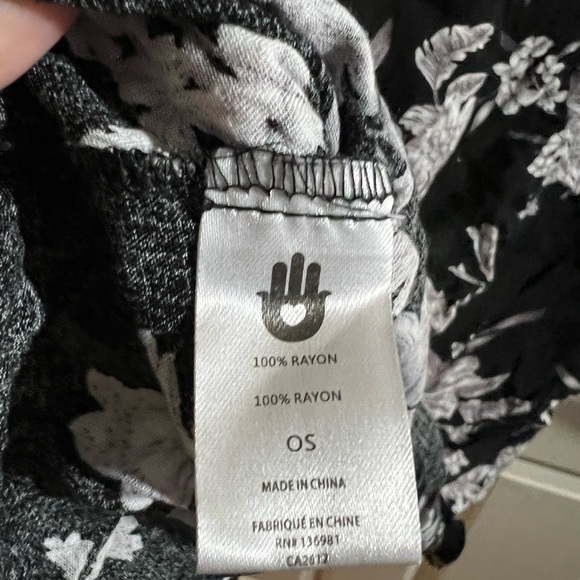 100% RAYON
100% RAYON
OS
MADE IN CHINA
FABRIQUÉ EN CHINE
RN# 136981
CA2617